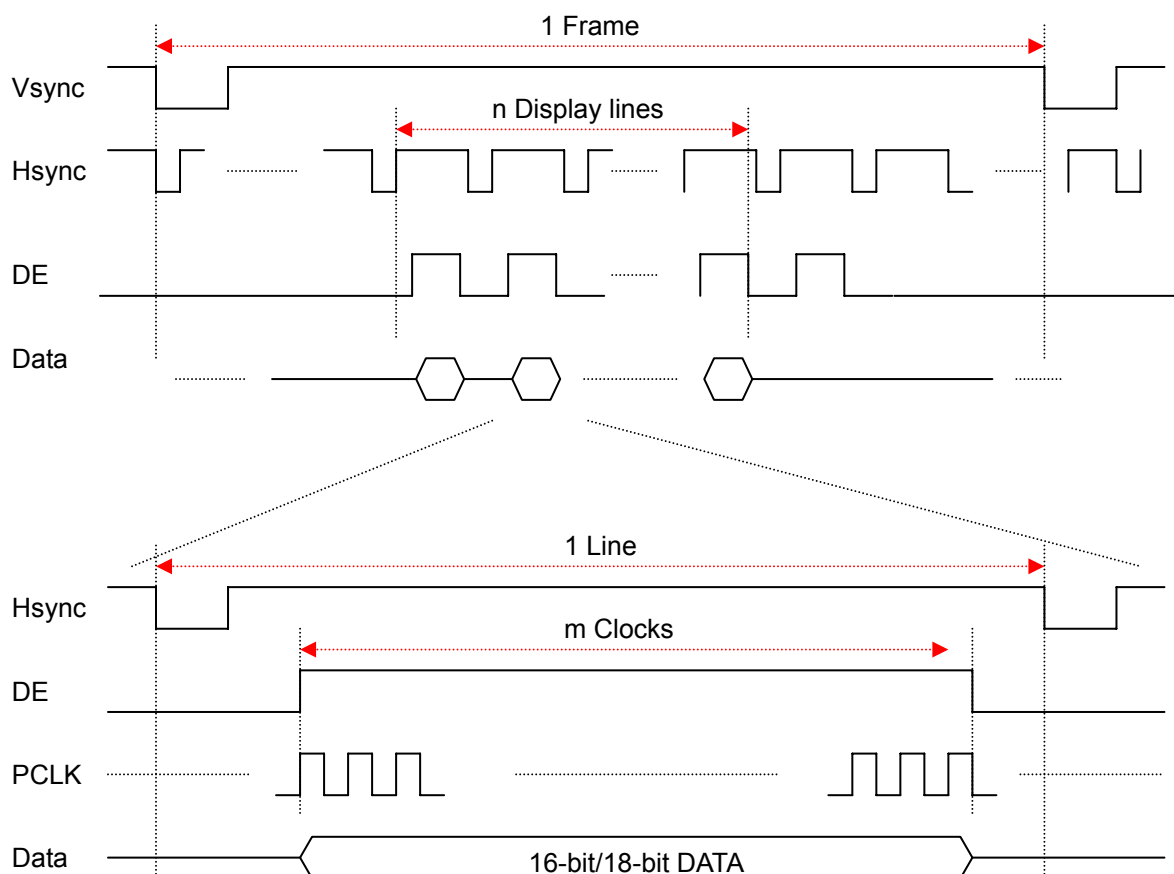 1 Frame
Vsync
n Display lines
Hsync
DE
Data
1 Line
Hsync
m Clocks
DE
PCLK
Data
16-bit/18-bit DATA